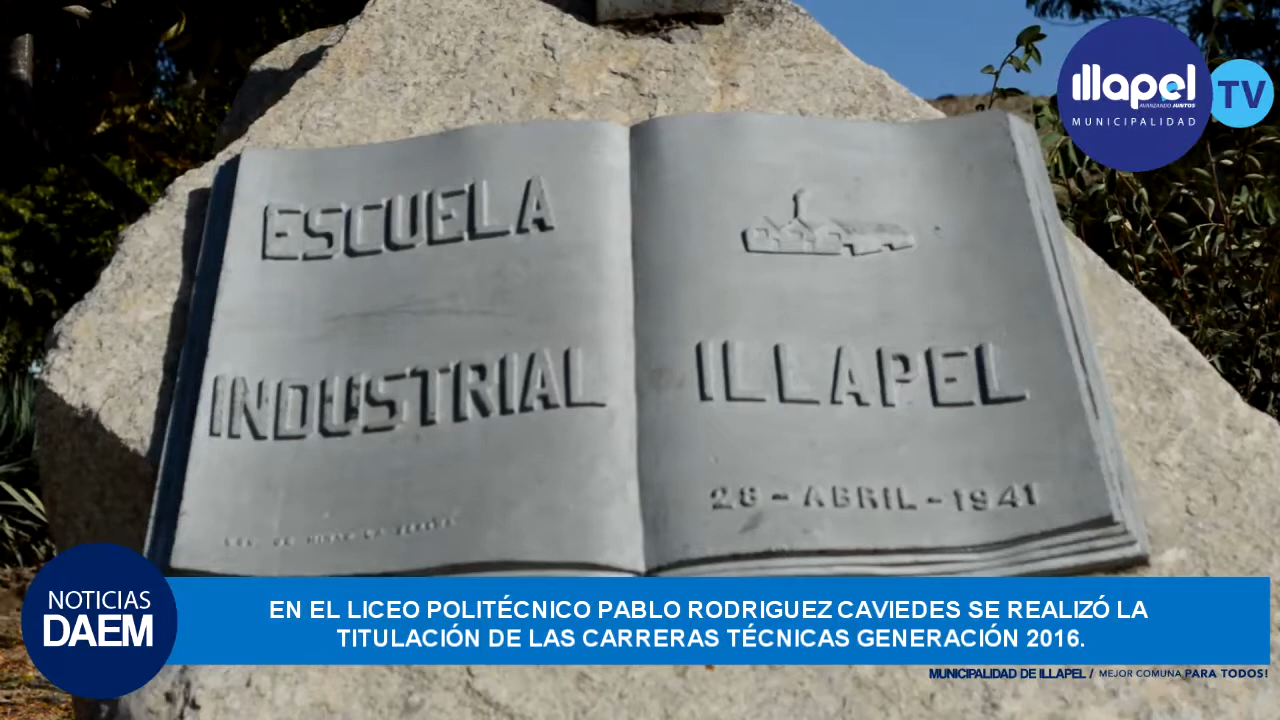 illapel
AVANZANDO JUNTOS
MUNICIPALIDAD
TV
ESCUELA
INDUSTRIAL
ILLAPEL
28 - ABRIL - 1941
NOTICIAS
DAEM
EN EL LICEO POLITÉCNICO PABLO RODRIGUEZ CAVIEDES SE REALIZÓ LA
TITULACIÓN DE LAS CARRERAS TÉCNICAS GENERACIÓN 2016.
MUNICIPALIDAD DE ILLAPEL / MEJOR COMUNA PARA TODOS!